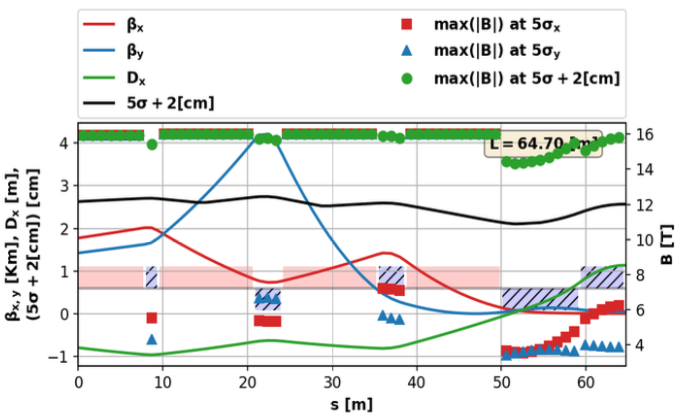 βx
βy
Dx
5σ + 2[cm]
max(|B|) at 5σx
max(|B|) at 5σy
max(|B|) at 5σ + 2[cm]
L = 64.70 [m]
βx, y [Km], Dx [m],
(5σ + 2[cm]) [cm]
4
3
2
1
0
−1
0
10
20
30
40
50
60
s [m]
16
14
12
10
8
6
4
B [T]